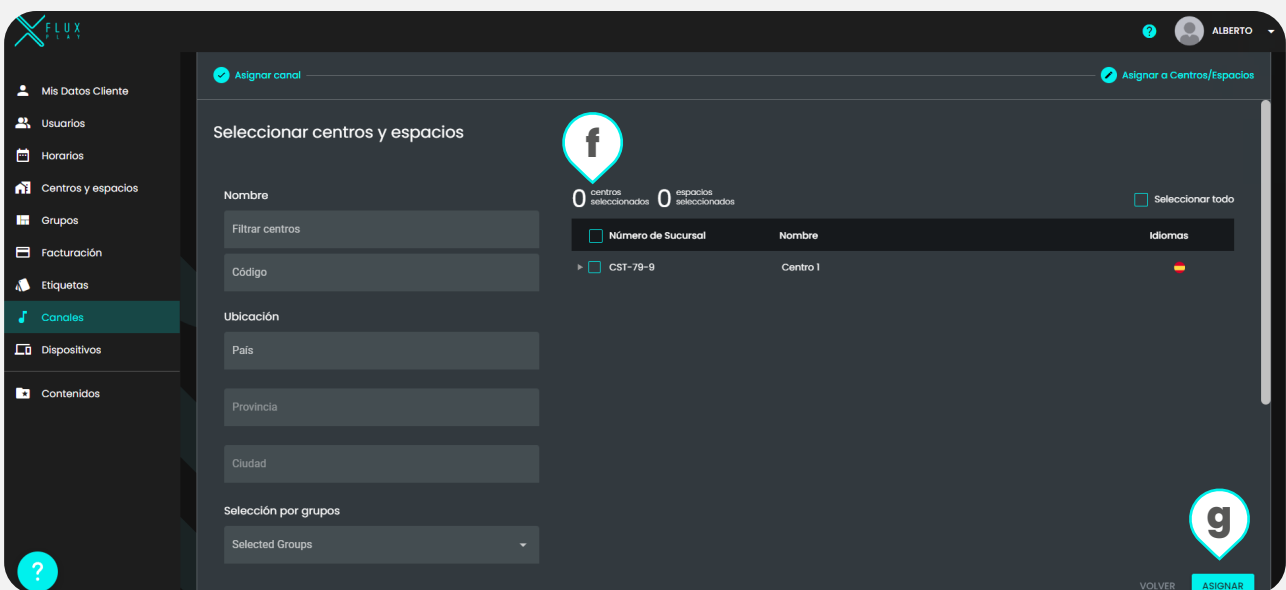 FLUX
PLAY
?
ALBERTO
Mis Datos Cliente
Usuarios
Horarios
Centros y espacios
Grupos
Facturación
Etiquetas
Canales
Dispositivos
Contenidos
?
Asignar canal
Asignar a Centros/Espacios
Seleccionar centros y espacios
f
Nombre
Filtrar centros
Código
Ubicación
País
Provincia
Ciudad
Selección por grupos
Selected Groups
0 centros seleccionados 0 espacios seleccionados
Seleccionar todo
Número de Sucursal Nombre Idiomas
CST-79-9 Centro 1
g
VOLVER ASIGNAR